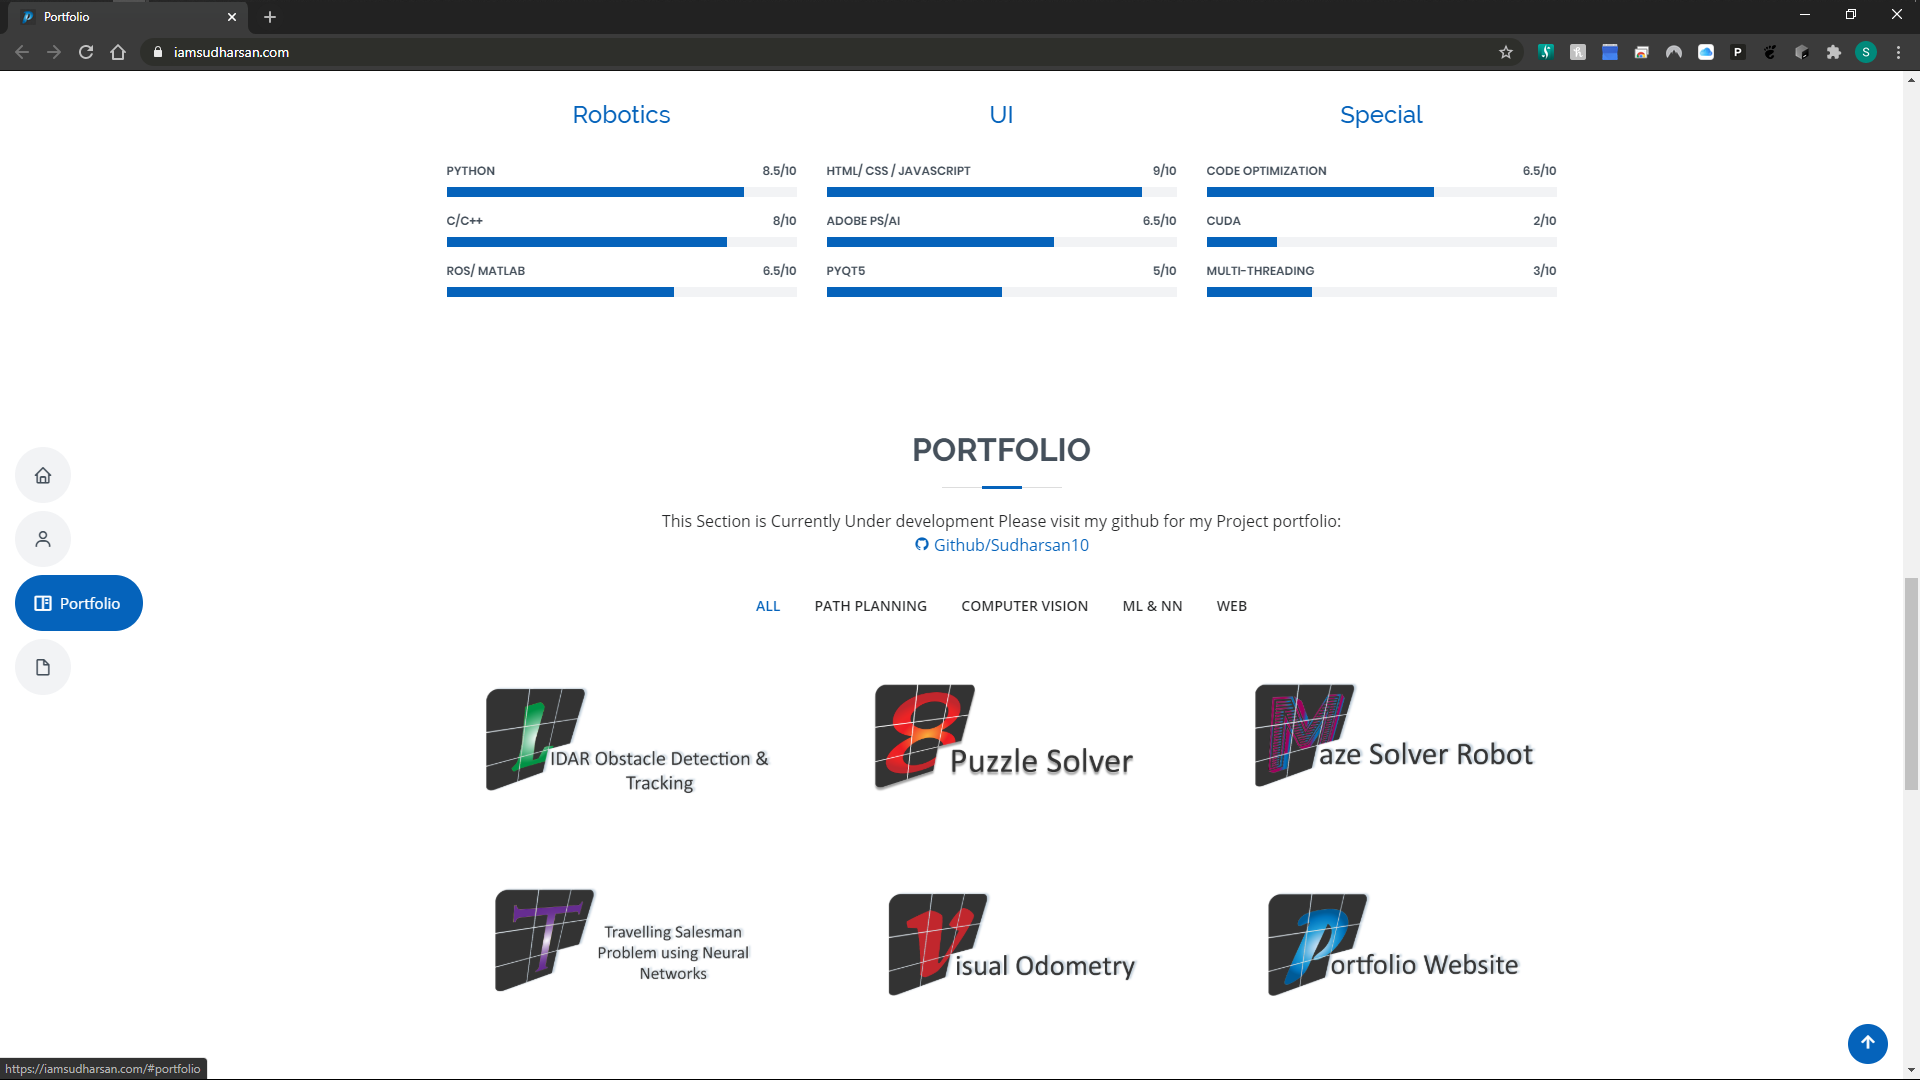 Portfolio
iamsudharsan.com
P
S
Robotics
UI
Special
PYTHON 8.5/10
HTML/ CSS / JAVASCRIPT 9/10
CODE OPTIMIZATION 6.5/10
C/C++ 8/10
ADOBE PS/AI 6.5/10
CUDA 2/10
ROS/ MATLAB 6.5/10
PYQT5 5/10
MULTI-THREADING 3/10
PORTFOLIO
This Section is Currently Under development Please visit my github for my Project portfolio:
Github/Sudharsan10
Portfolio
ALL PATH PLANNING COMPUTER VISION ML & NN WEB
LIDAR Obstacle Detection &
Tracking
8 Puzzle Solver
Maze Solver Robot
T
Travelling Salesman
Problem using Neural
Networks
Visual Odometry
Portfolio Website
https://iamsudharsan.com/#portfolio